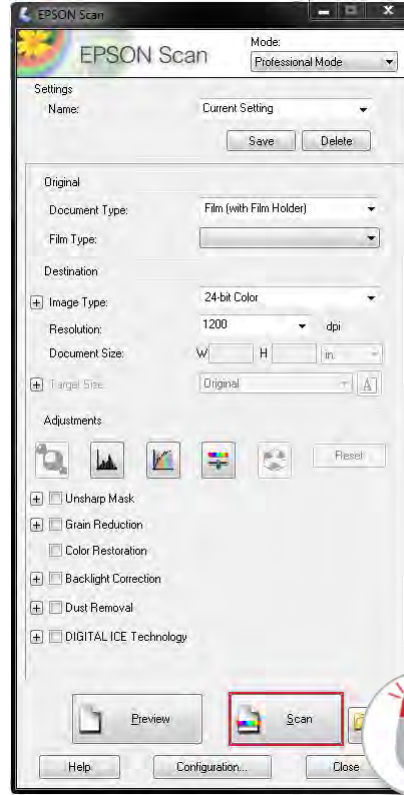 EPSON Scan
EPSON Scan
Mode:
Professional Mode
Settings
Name: Current Setting
Save Delete
Original
Document Type: Film (with Film Holder)
Film Type:
Destination
Image Type: 24-bit Color
Resolution: 1200 dpi
Document Size: W H in.
Target Size: Original A
Adjustments
Reset
Unsharp Mask
Grain Reduction
Color Restoration
Backlight Correction
Dust Removal
DIGITAL ICE Technology
Preview Scan
Help Configuration... Close